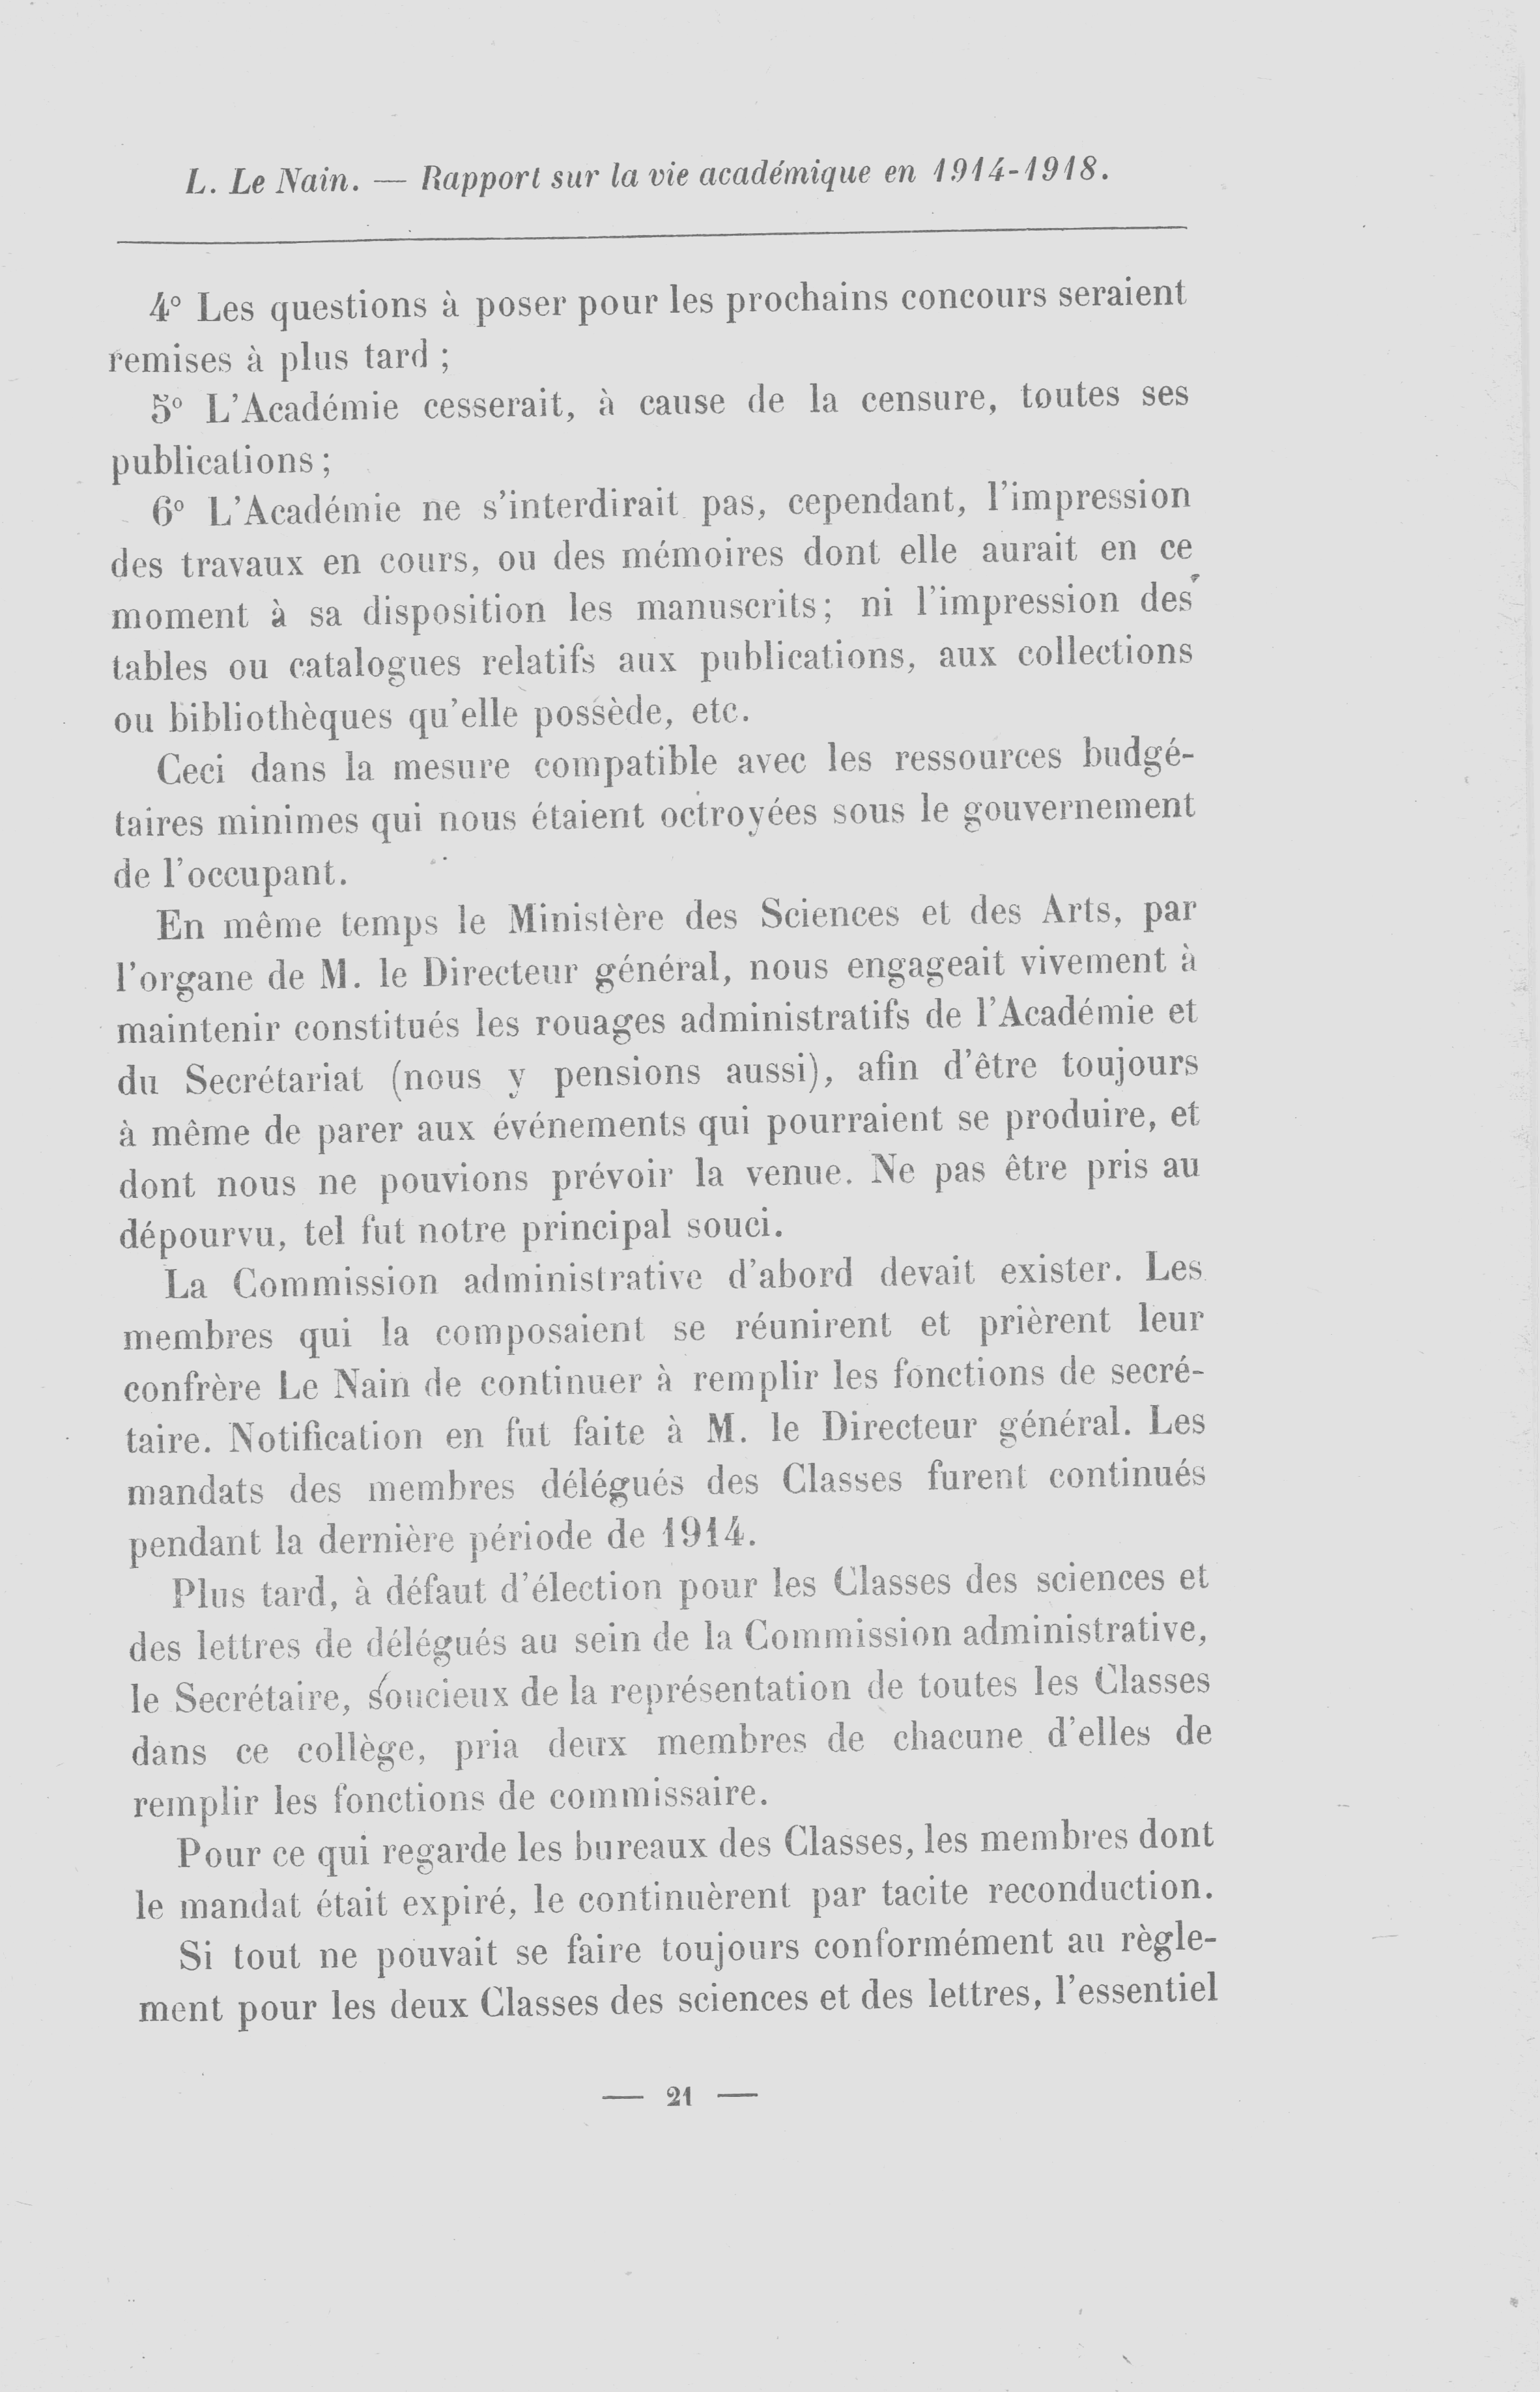 L. Le Nain. — Rapport sur la vie académique en 1914-1918.
4° Les questions à poser pour les prochains concours seraient
remises à plus tard ;
5° L'Académie cesserait, à cause de la censure, toutes ses
publications ;
6° L'Académie ne s'interdirait pas, cependant, l'impression
des travaux en cours, ou des mémoires dont elle aurait en ce
moment à sa disposition les manuscrits; ni l'impression des
tables ou catalogues relatifs aux publications, aux collections
ou bibliothèques qu'elle possède, etc.
Ceci dans la mesure compatible avec les ressources budgé-
taires minimes qui nous étaient octroyées sous le gouvernement
de l'occupant.
En même temps le Ministère des Sciences et des Arts, par
l'organe de M. le Directeur général, nous engageait vivement à
maintenir constitués les rouages administratifs de l'Académie et
du Secrétariat (nous y pensions aussi), afin d'être toujours
à même de parer aux événements qui pourraient se produire, et
dont nous ne pouvions prévoir la venue. Ne pas être pris au
dépourvu, tel fut notre principal souci.
La Commission administrative d'abord devait exister. Les
membres qui la composaient se réunirent et prièrent leur
confrère Le Nain de continuer à remplir les fonctions de secré-
taire. Notification en fut faite à M. le Directeur général. Les
mandats des membres délégués des Classes furent continués
pendant la dernière période de 1914.
Plus tard, à défaut d'élection pour les Classes des sciences et
des lettres de délégués au sein de la Commission administrative,
le Secrétaire, soucieux de la représentation de toutes les Classes
dans ce collège, pria deux membres de chacune d'elles de
remplir les fonctions de commissaire.
Pour ce qui regarde les bureaux des Classes, les membres dont
le mandat était expiré, le continuèrent par tacite reconduction.
Si tout ne pouvait se faire toujours conformément au règle-
ment pour les deux Classes des sciences et des lettres, l'essentiel
— 21 —